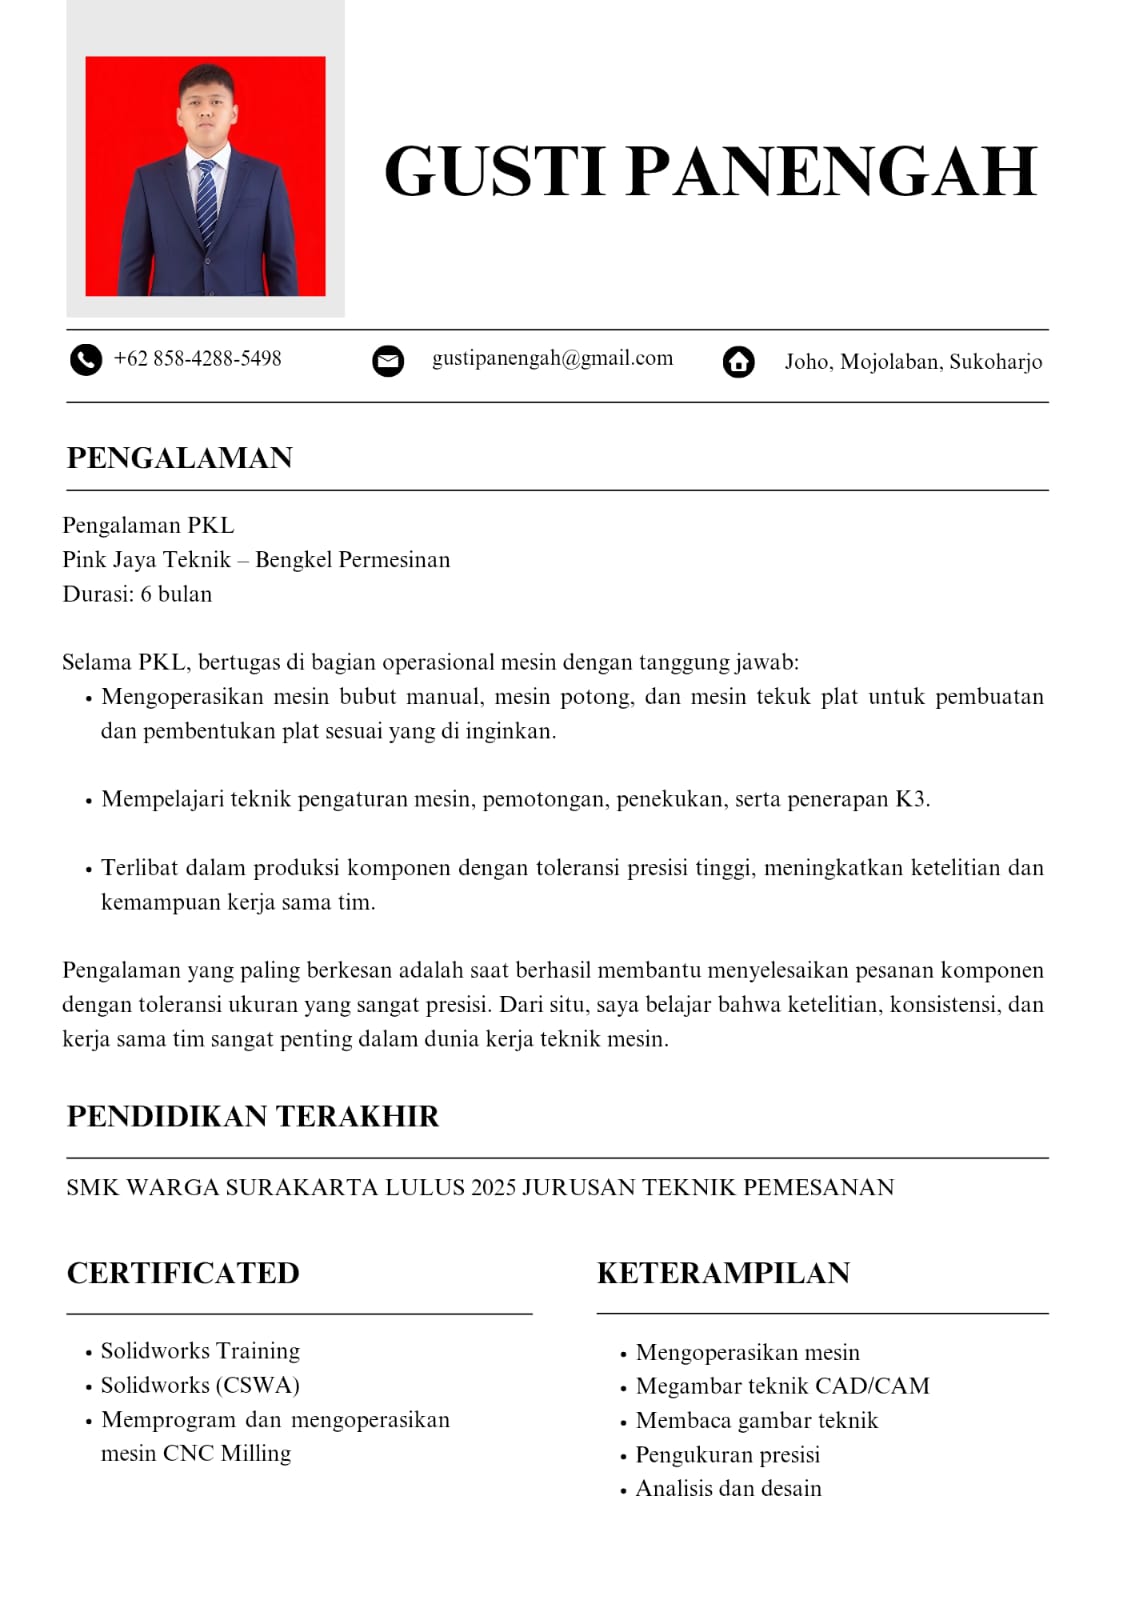 GUSTI PANENGAH
+62 858-4288-5498
gustipanengah@gmail.com
Joho, Mojolaban, Sukoharjo
PENGALAMAN
Pengalaman PKL
Pink Jaya Teknik – Bengkel Permesinan
Durasi: 6 bulan
Selama PKL, bertugas di bagian operasional mesin dengan tanggung jawab:
• Mengoperasikan mesin bubut manual, mesin potong, dan mesin tekuk plat untuk pembuatan
dan pembentukan plat sesuai yang di inginkan.
• Mempelajari teknik pengaturan mesin, pemotongan, penekukan, serta penerapan K3.
• Terlibat dalam produksi komponen dengan toleransi presisi tinggi, meningkatkan ketelitian dan
kemampuan kerja sama tim.
Pengalaman yang paling berkesan adalah saat berhasil membantu menyelesaikan pesanan komponen
dengan toleransi ukuran yang sangat presisi. Dari situ, saya belajar bahwa ketelitian, konsistensi, dan
kerja sama tim sangat penting dalam dunia kerja teknik mesin.
PENDIDIKAN TERAKHIR
SMK WARGA SURAKARTA LULUS 2025 JURUSAN TEKNIK PEMESANAN
CERTIFICATED
• Solidworks Training
• Solidworks (CSWA)
• Memprogram dan mengoperasikan
mesin CNC Milling
KETERAMPILAN
• Mengoperasikan mesin
• Megambar teknik CAD/CAM
• Membaca gambar teknik
• Pengukuran presisi
• Analisis dan desain